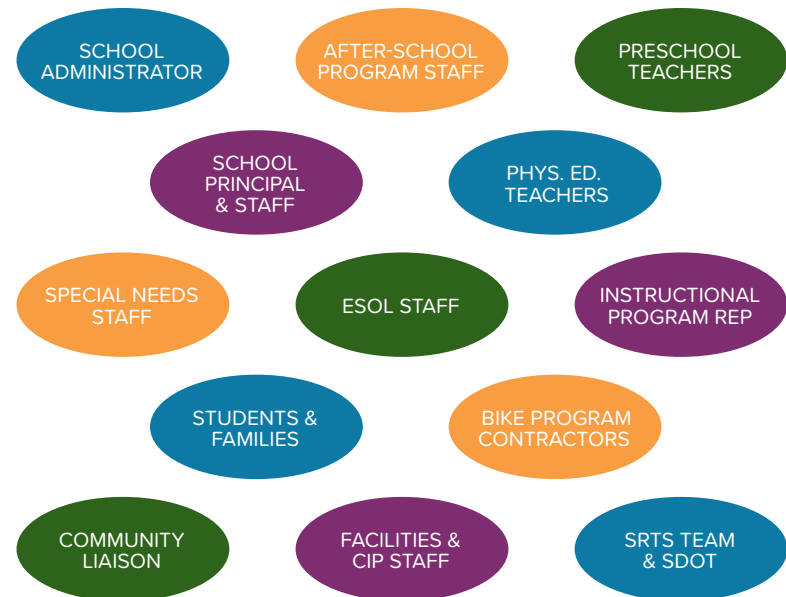 SCHOOL
ADMINISTRATOR
AFTER-SCHOOL
PROGRAM STAFF
PRESCHOOL
TEACHERS
SCHOOL
PRINCIPAL
& STAFF
PHYS. ED.
TEACHERS
SPECIAL NEEDS
STAFF
ESOL STAFF
INSTRUCTIONAL
PROGRAM REP
STUDENTS &
FAMILIES
BIKE PROGRAM
CONTRACTORS
COMMUNITY
LIAISON
FACILITIES &
CIP STAFF
SRTS TEAM
& SDOT